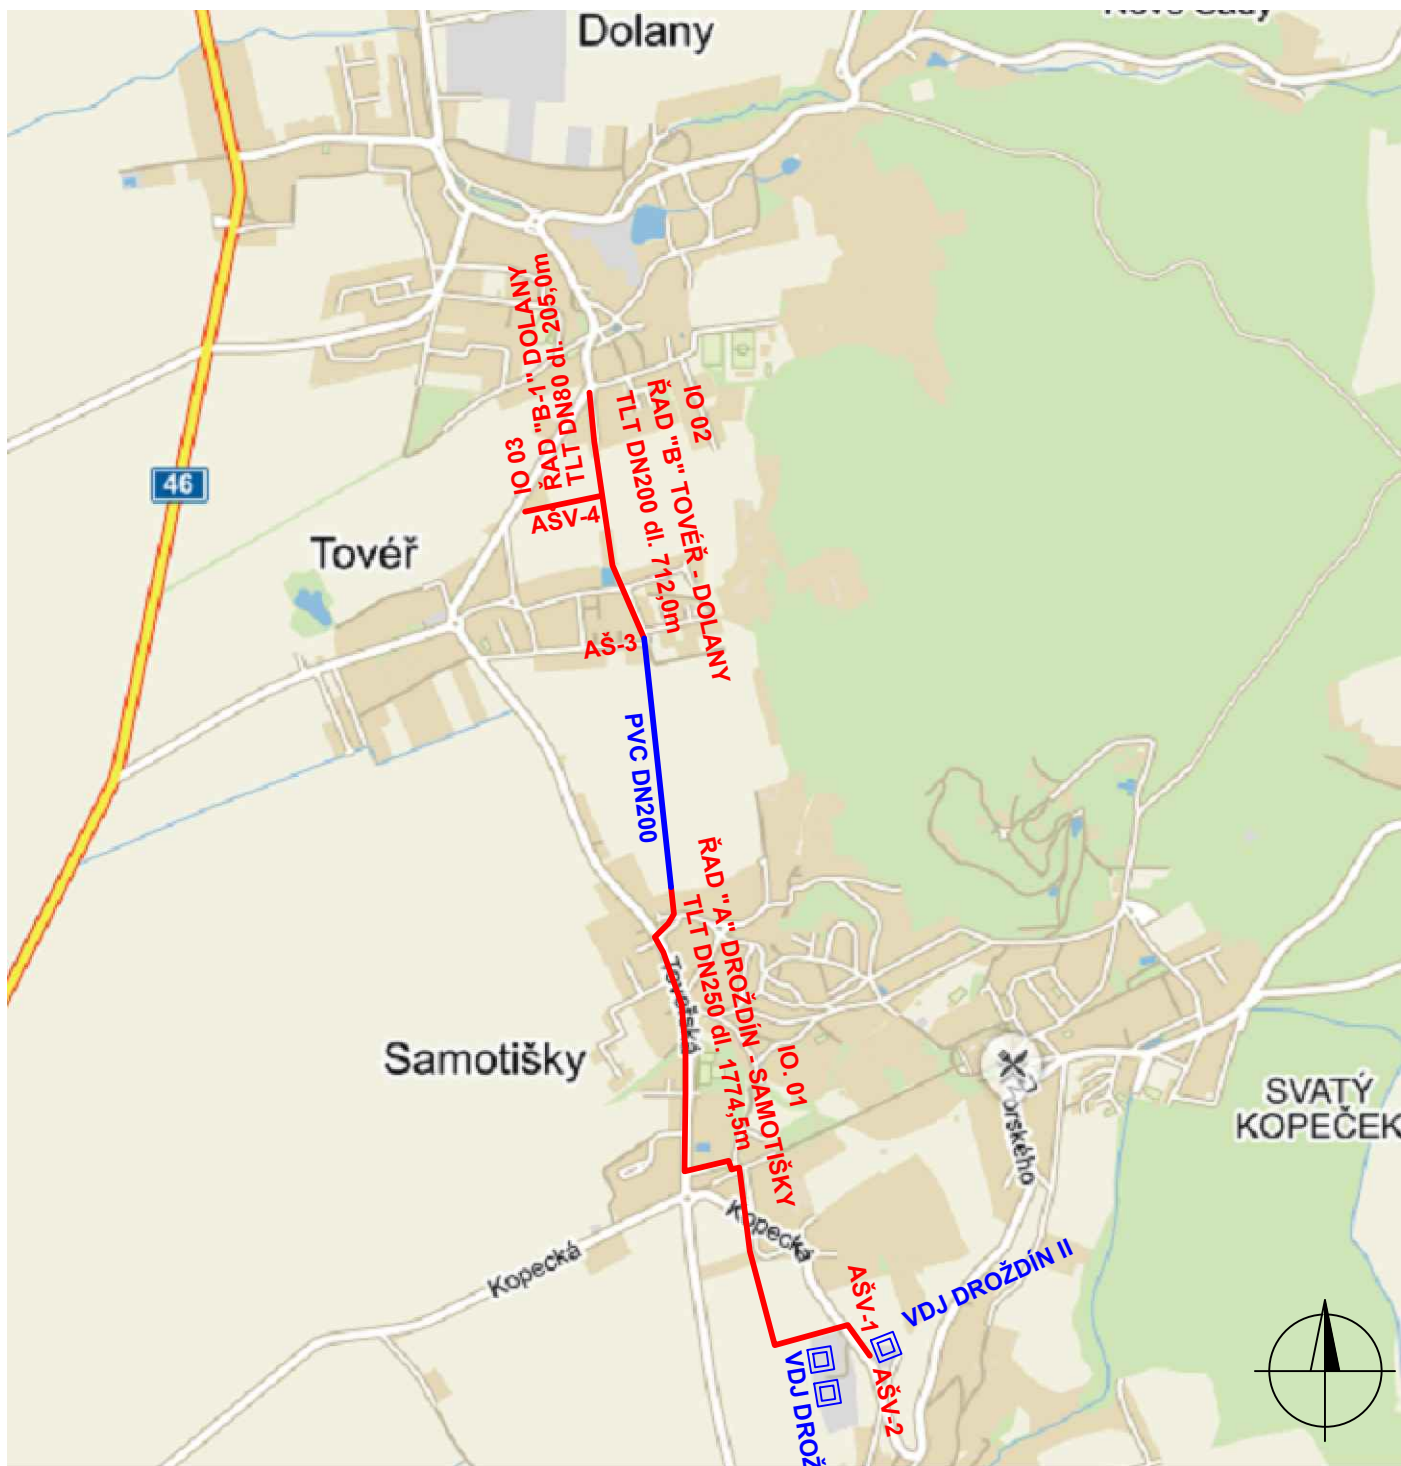 Dolany
IO 03
ŘAD "B-1" DOLANY
TLT DN80 dl. 205,0m
IO 02
ŘAD "B" TOVÉŘ - DOLANY
TLT DN200 dl. 712,0m
46
AŠV-4
Tovéř
AŠ-3
PVC DN200
ŘAD "A" DROŽDÍN - SAMOTIŠKY
TLT DN250 dl. 1774,5m
IO. 01
Tovéřská
Samotišky
SVATÝ
KOPEČEK
orského
Kopecká
Kopecká
VDJ DROŽDÍN II
AŠV-1
AŠV-2
VDJ DROŽ